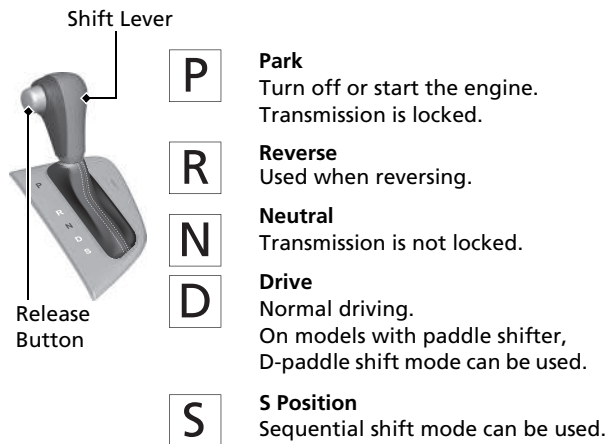 Shift Lever
P
Park
Turn off or start the engine.
Transmission is locked.
R
Reverse
Used when reversing.
N
Neutral
Transmission is not locked.
D
Drive
Normal driving.
On models with paddle shifter,
D-paddle shift mode can be used.
S
S Position
Sequential shift mode can be used.
P
R
N
D
S
Release
Button